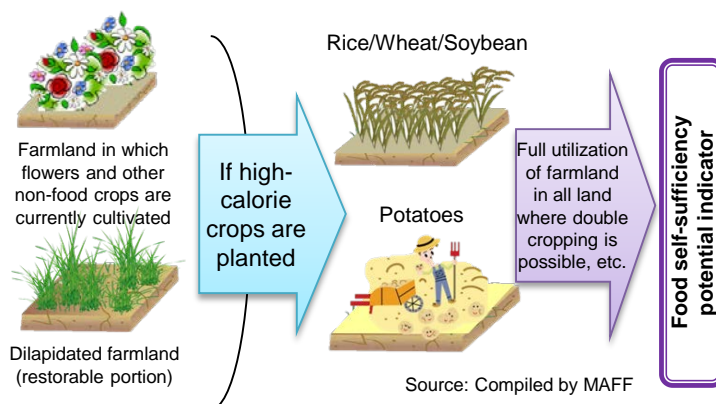 Farmland in which
flowers and other
non-food crops are
currently cultivated
Dilapidated farmland
(restorable portion)
If high-
calorie
crops are
planted
Rice/Wheat/Soybean
Potatoes
Full utilization
of farmland
in all land
where double
cropping is
possible, etc.
Food self-sufficiency
potential indicator
Source: Compiled by MAFF